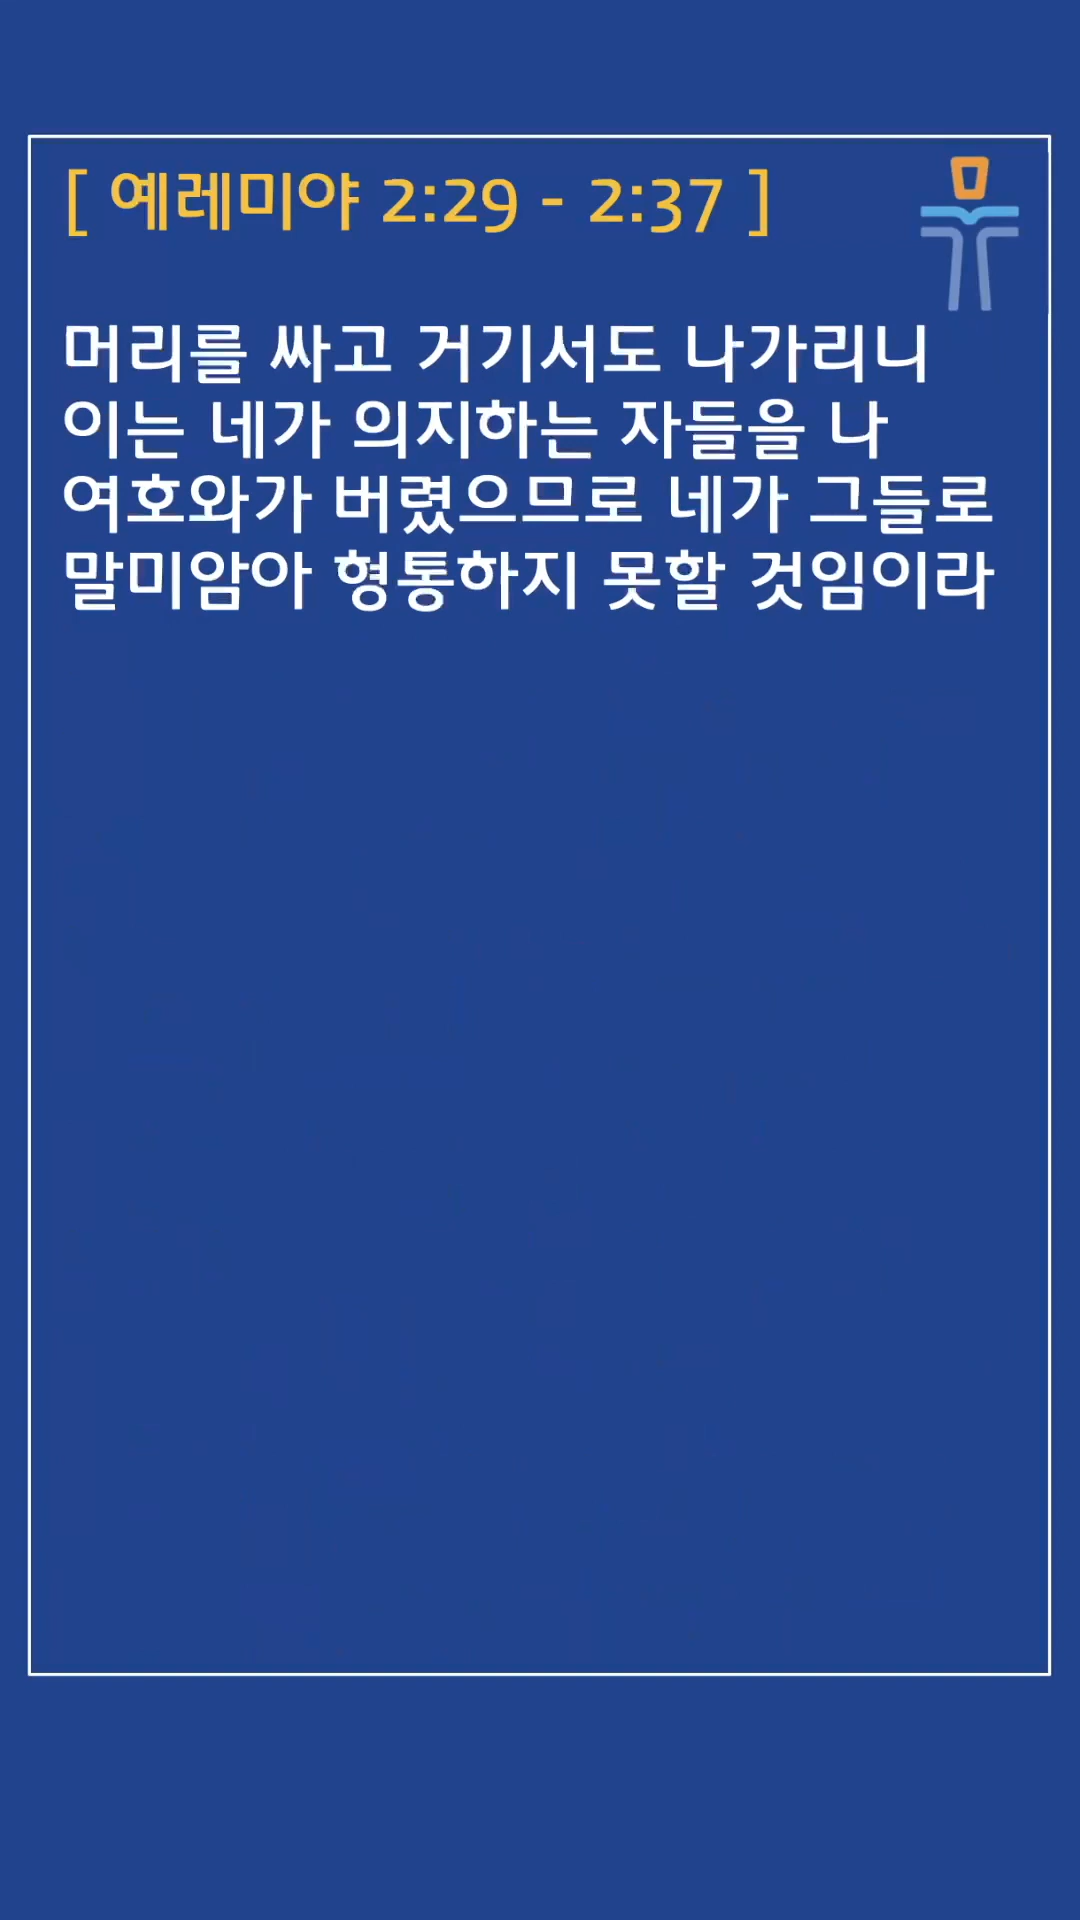 [ 예레미야 2:29 - 2:37 ]
머리를 싸고 거기서도 나가리니
이는 네가 의지하는 자들을 나
여호와가 버렸으므로 네가 그들로
말미암아 형통하지 못할 것임이라